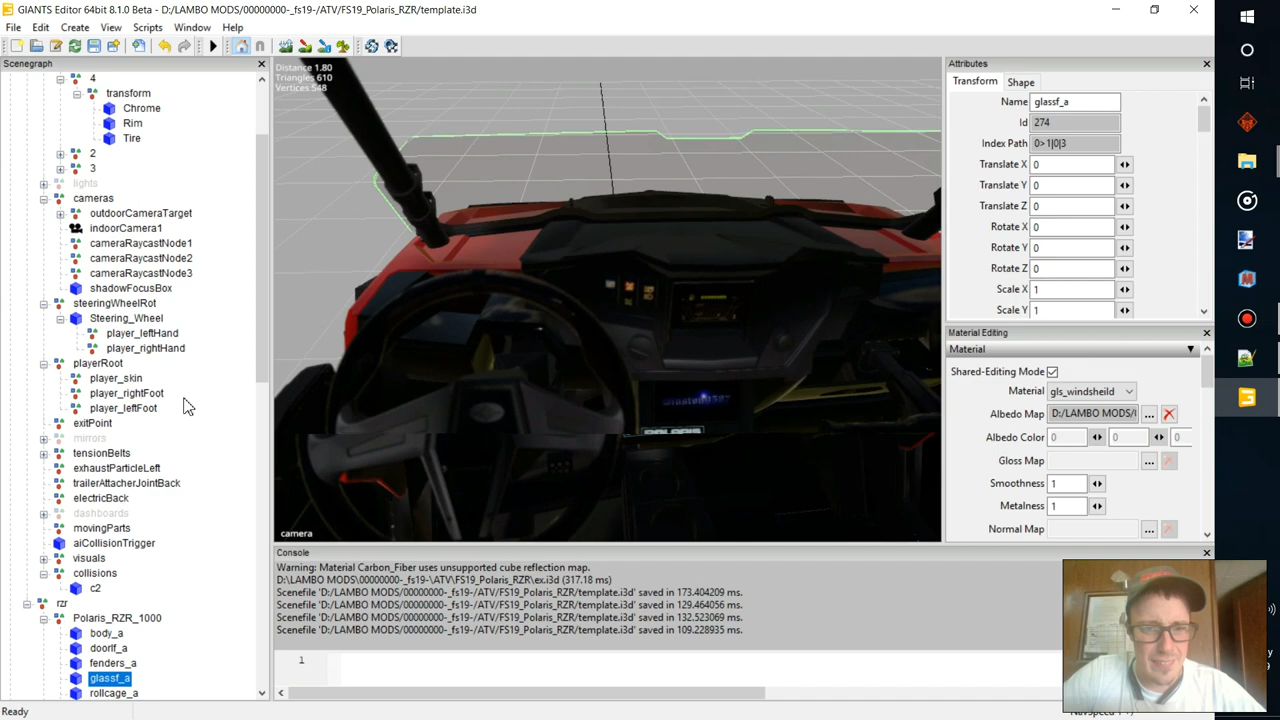 GIANTS Editor 64bit 8.1.0 Beta - D:/LAMBO MODS/00000000-_fs19-/ATV/FS19_Polaris_RZR/template.i3d
File Edit Create View Scripts Window Help
Scenegraph
4
transform
Chrome
Rim
Tire
2
3
lights
cameras
outdoorCameraTarget
indoorCamera1
cameraRaycastNode1
cameraRaycastNode2
cameraRaycastNode3
shadowFocusBox
steeringWheelRot
Steering_Wheel
player_leftHand
player_rightHand
playerRoot
player_skin
player_rightFoot
player_leftFoot
exitPoint
mirrors
tensionBelts
exhaustParticleLeft
trailerAttacherJointBack
electricBack
dashboards
movingParts
aiCollisionTrigger
visuals
collisions
c2
rzr
Polaris_RZR_1000
body_a
doorlf_a
fenders_a
glassf_a
rollcage_a
Ready
Distance 1.80
Triangles 610
Vertices 548
POLARIS
camera
Console
Warning: Material Carbon_Fiber uses unsupported cube reflection map.
D:\LAMBO MODS\00000000-_fs19-\ATV\FS19_Polaris_RZR\ex.i3d (317.18 ms)
Scenefile 'D:/LAMBO MODS/00000000-_fs19-/ATV/FS19_Polaris_RZR/template.i3d' saved in 173.404209 ms.
Scenefile 'D:/LAMBO MODS/00000000-_fs19-/ATV/FS19_Polaris_RZR/template.i3d' saved in 129.464056 ms.
Scenefile 'D:/LAMBO MODS/00000000-_fs19-/ATV/FS19_Polaris_RZR/template.i3d' saved in 132.523069 ms.
Scenefile 'D:/LAMBO MODS/00000000-_fs19-/ATV/FS19_Polaris_RZR/template.i3d' saved in 109.228935 ms.
1
Attributes
Transform Shape
Name glassf_a
Id 274
Index Path 0>1|0|3
Translate X 0
Translate Y 0
Translate Z 0
Rotate X 0
Rotate Y 0
Rotate Z 0
Scale X 1
Scale Y 1
Material Editing
Material
Shared-Editing Mode
Material gls_windsheild
Albedo Map D:/LAMBO MODS/ ...
Albedo Color 0 0 0
Gloss Map ...
Smoothness 1
Metalness 1
Normal Map ...